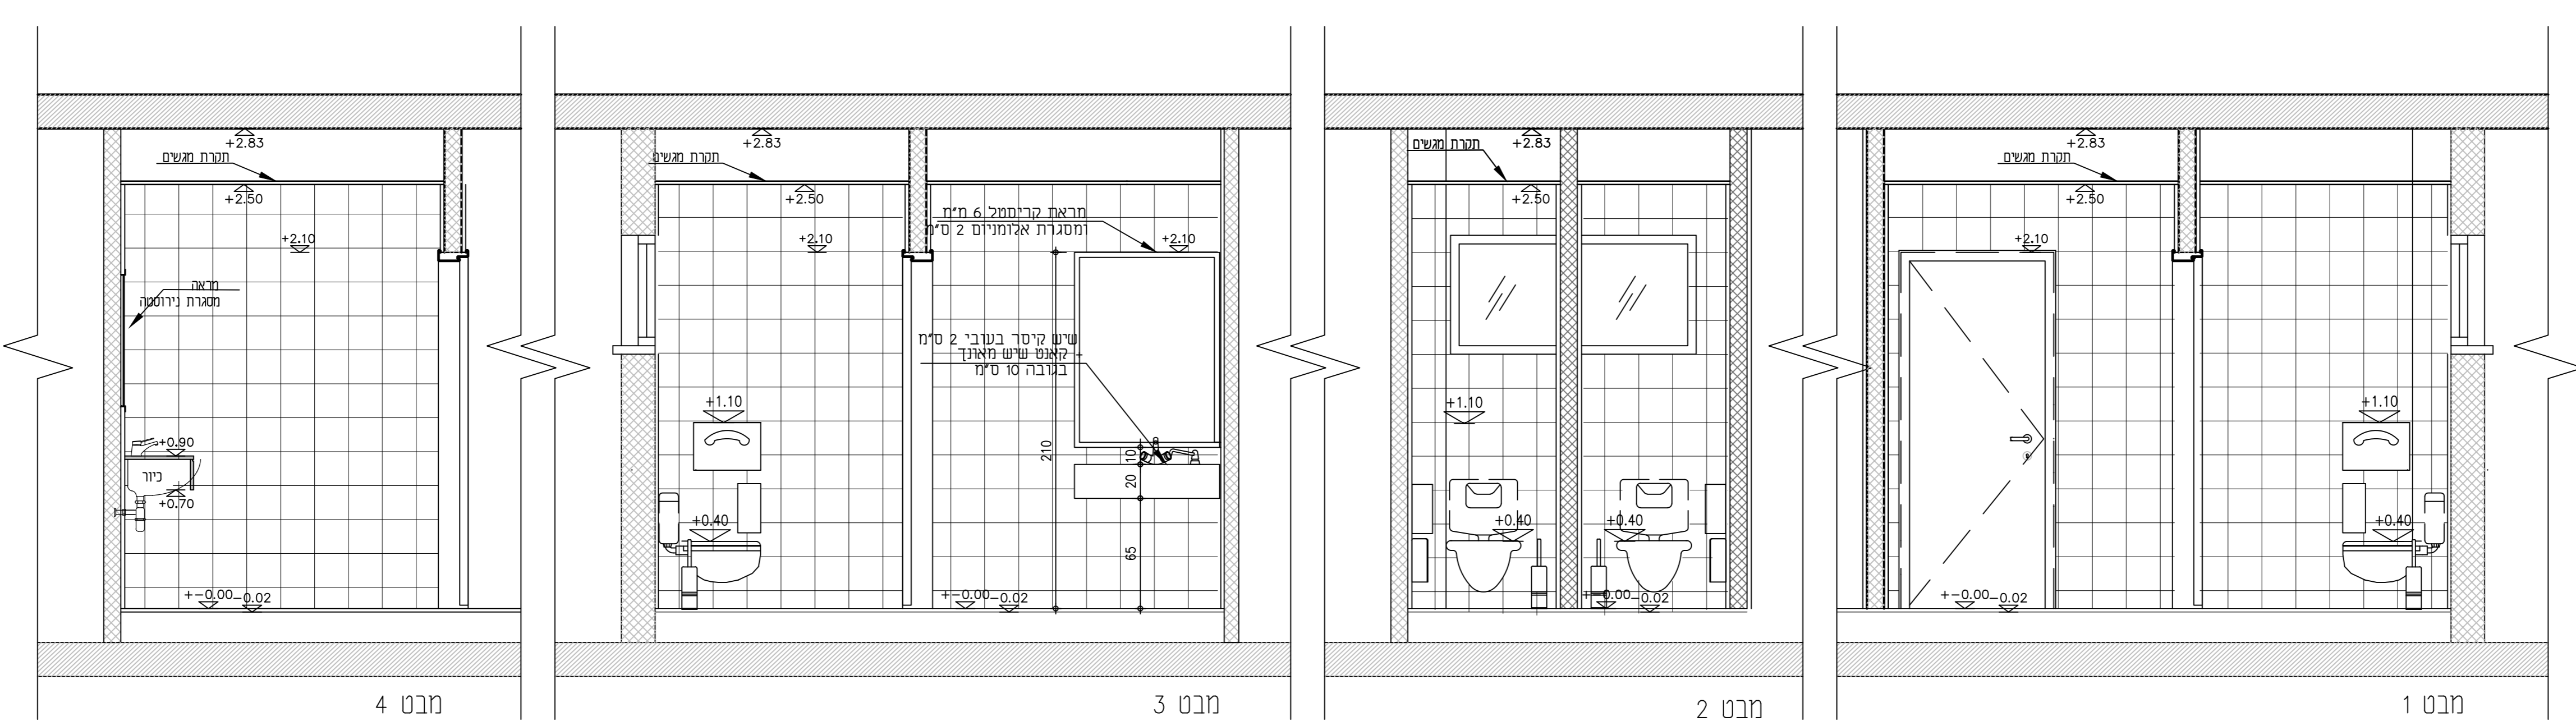 +2.83
תקרת מגשים
+2.50
+2.10
מראה
מסגרת נירוסטה
+0.90
כיור
+0.70
+-0.00
-0.02
מבט 4
+2.83
תקרת מגשים
+2.50
מראת קריסטל 6 מ"מ
ומסגרת אלומניום 2 ס"מ
+2.10
+2.10
שיש קיסר בעובי 2 ס"מ
+ קאנט שיש מאונך
בגובה 10 ס"מ
+1.10
210
10
20
+0.40
65
+-0.00
-0.02
מבט 3
+2.83
תקרת מגשים
+2.50
+1.10
+0.40
+0.40
+-0.00
-0.02
מבט 2
+2.83
תקרת מגשים
+2.50
+2.10
+1.10
+0.40
+-0.00
-0.02
מבט 1